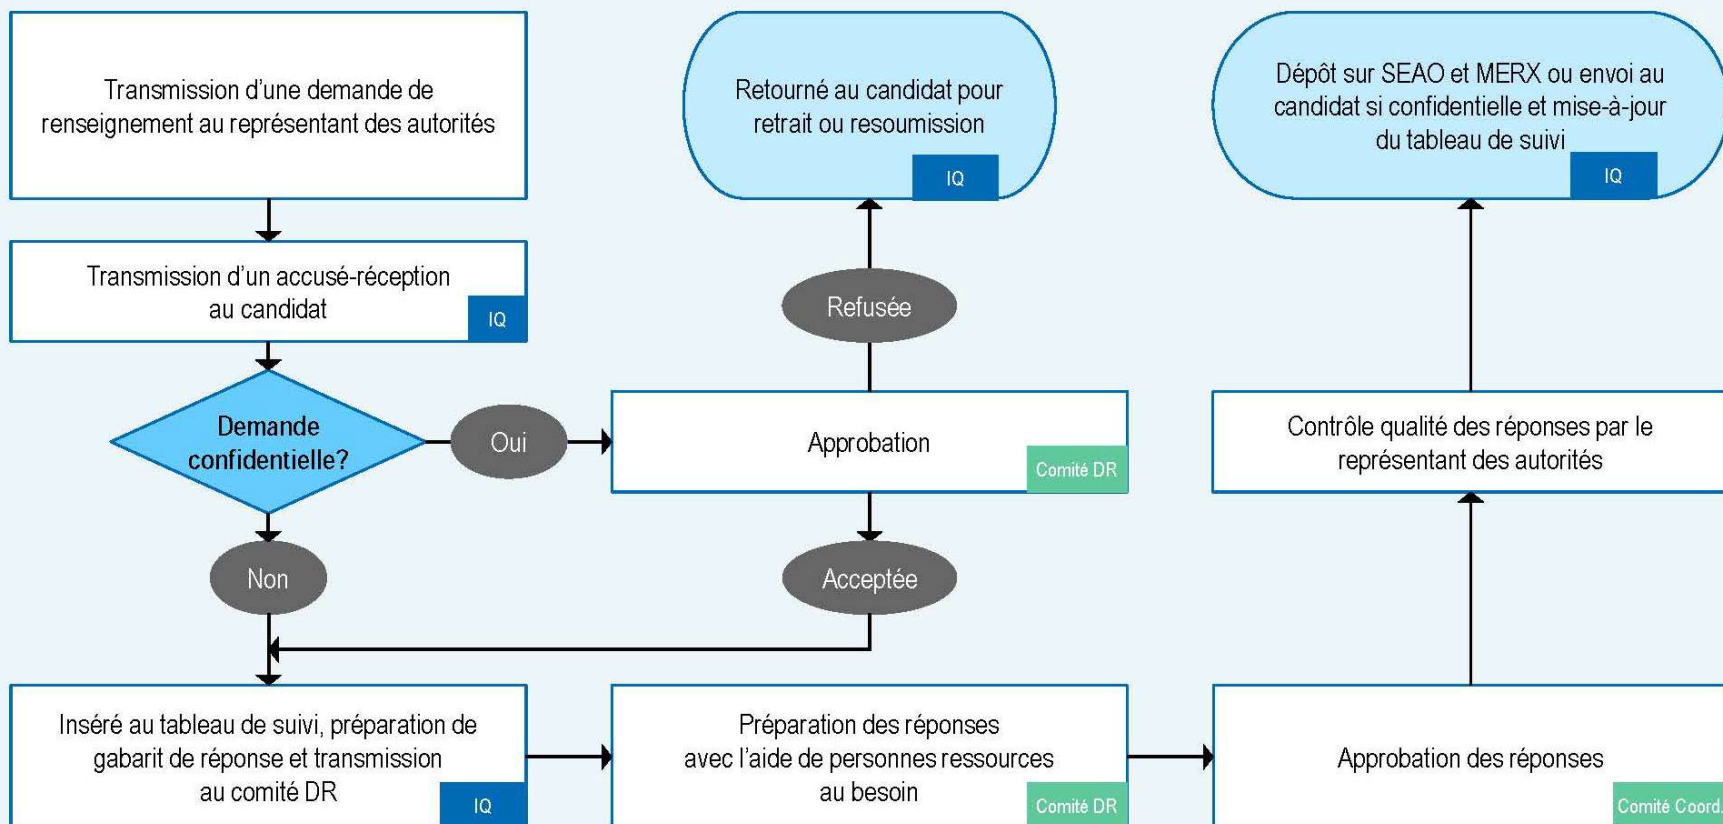 Transmission d'une demande de
renseignement au représentant des autorités
Retourné au candidat pour
retrait ou resoumission
IQ
Dépôt sur SEAO et MERX ou envoi au
candidat si confidentielle et mise-à-jour
du tableau de suivi
IQ
Transmission d'un accusé-réception
au candidat
IQ
Refusée
Demande
confidentielle?
Oui
Approbation
Comité DR
Contrôle qualité des réponses par le
représentant des autorités
Non
Acceptée
Inséré au tableau de suivi, préparation de
gabarit de réponse et transmission
au comité DR
IQ
Préparation des réponses
avec l'aide de personnes ressources
au besoin
Comité DR
Approbation des réponses
Comité Coord.